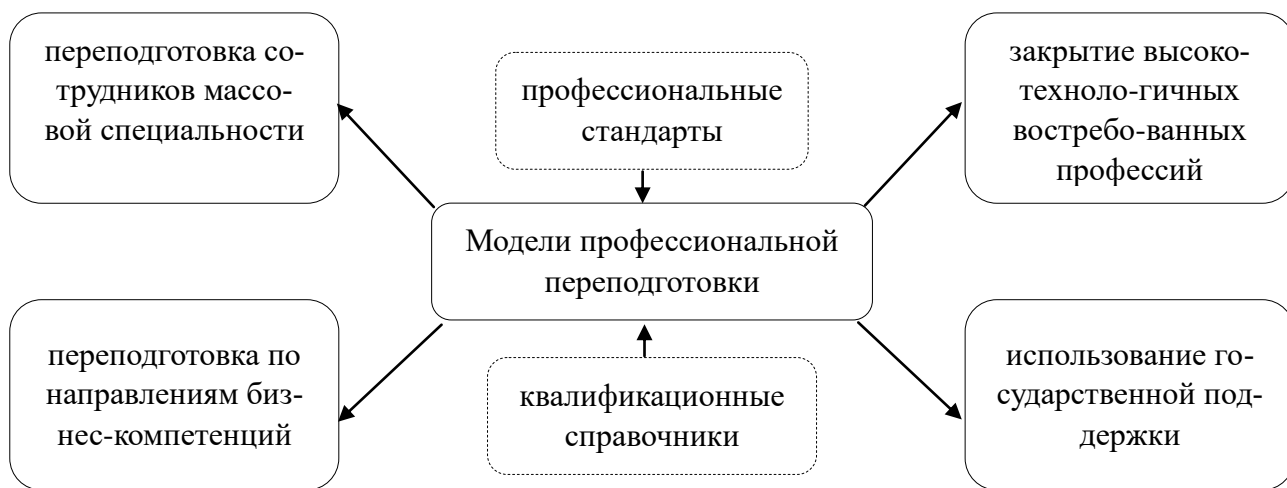 переподготовка со-
трудников массо-
вой специальности
профессиональные
стандарты
закрытие высоко-
техноло-гичных
востребо-ванных
профессий
Модели профессиональной
переподготовки
переподготовка по
направлениям биз-
нес-компетенций
квалификационные
справочники
использование го-
сударственной под-
держки